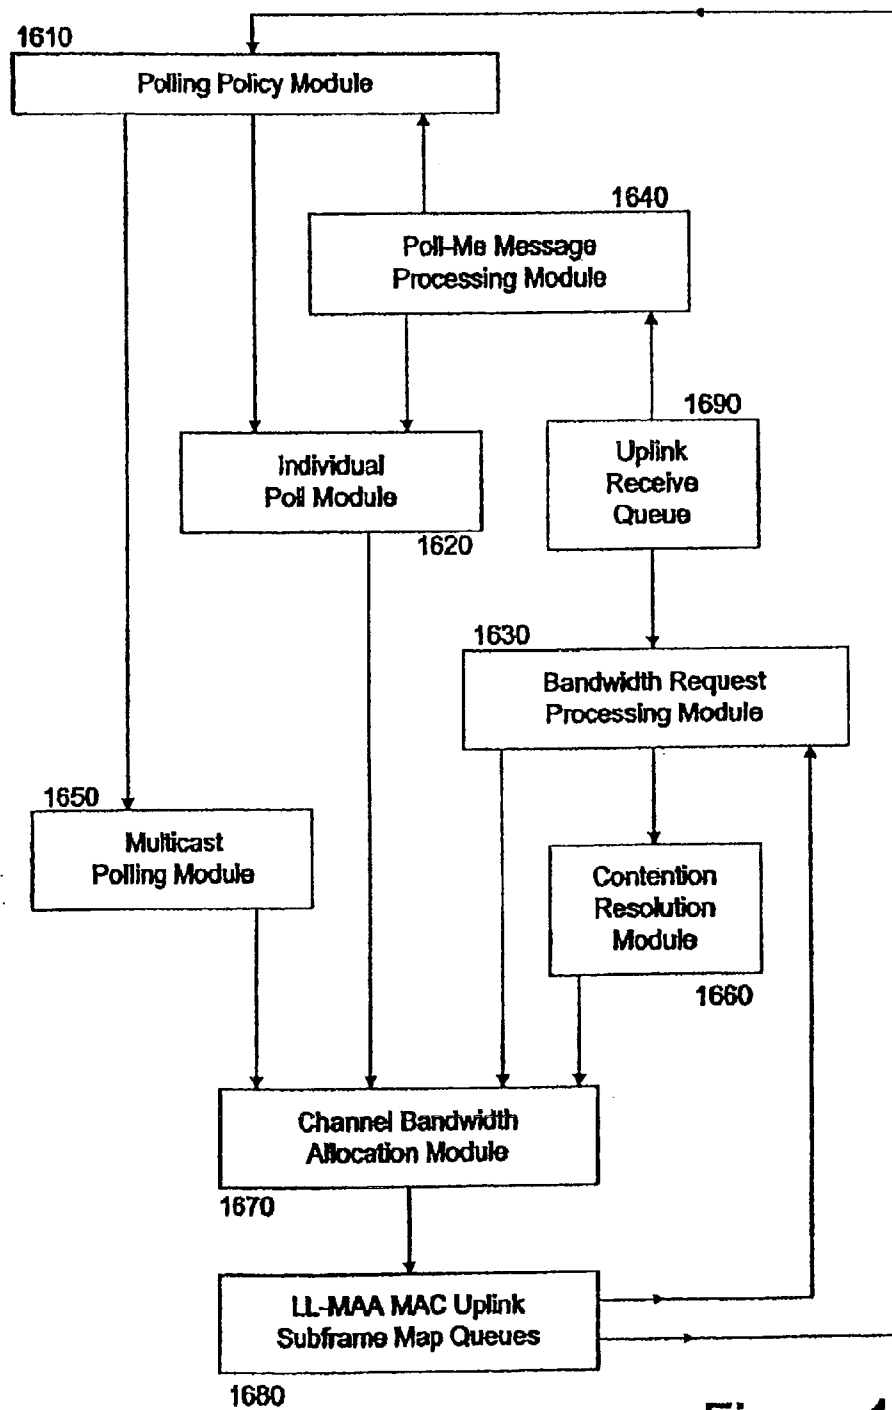 1610
Polling Policy Module
1640
Poll-Me Message
Processing Module
1690
Uplink
Receive
Queue
Individual
Poll Module
1620
1630
Bandwidth Request
Processing Module
1650
Multicast
Polling Module
Contention
Resolution
Module
1660
Channel Bandwidth
Allocation Module
1670
LL-MAA MAC Uplink
Subframe Map Queues
1680